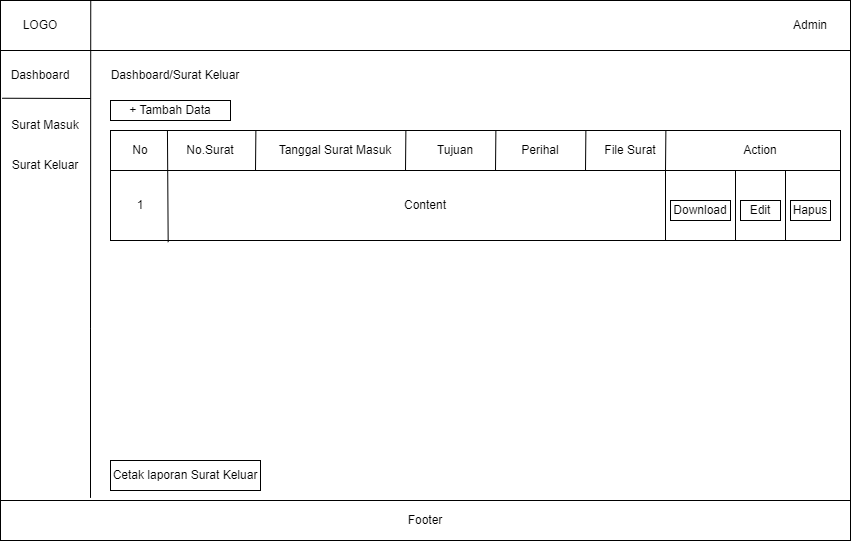 LOGO
Admin
Dashboard
Dashboard/Surat Keluar
+ Tambah Data
Surat Masuk
Surat Keluar
No No.Surat Tanggal Surat Masuk Tujuan Perihal File Surat Action
1 Content Download Edit Hapus
Cetak laporan Surat Keluar
Footer